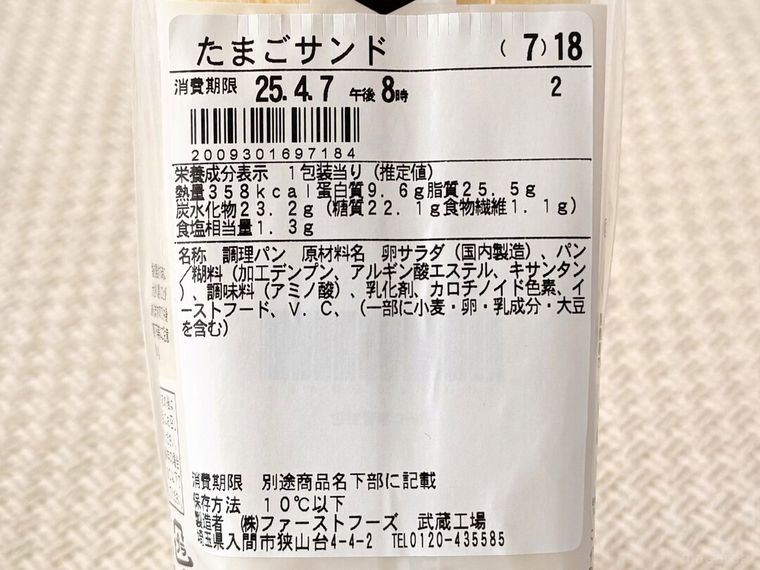 たまごサンド (7)18
消費期限 25.4.7 午後8時 2
2009301697184
栄養成分表示 1包装当り(推定値)
熱量358kcal蛋白質9.6g脂質25.5g
炭水化物23.2g(糖質22.1g食物繊維1.1g)
食塩相当量1.3g
名称 調理パン 原材料名 卵サラダ(国内製造)、パン
/糊料(加工デンプン、アルギン酸エステル、キサンタン
)、調味料(アミノ酸)、乳化剤、カロチノイド色素、イ
ーストフード、V.C、(一部に小麦・卵・乳成分・大豆
を含む)
消費期限 別途商品名下部に記載
保存方法 10℃以下
製造者 (株)ファーストフーズ 武蔵工場
埼玉県入間市狭山台4-4-2 TEL0120-435585